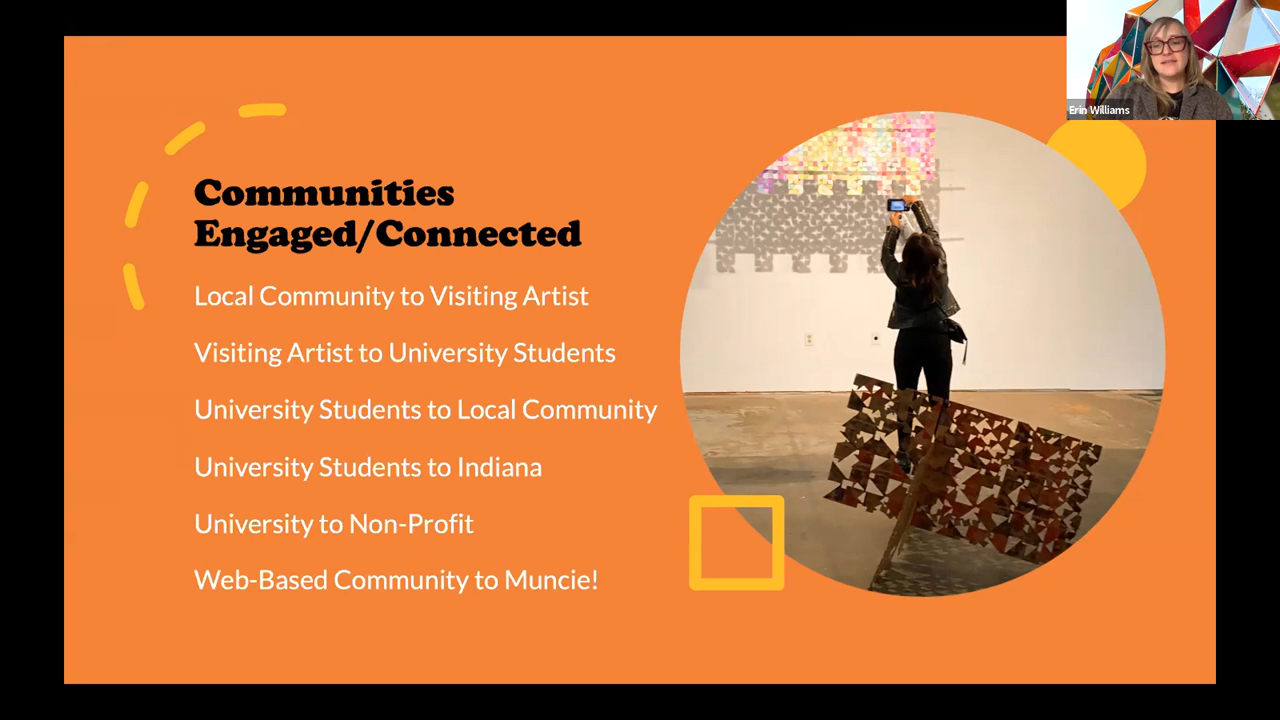 Erin Williams
Communities
Engaged/Connected
Local Community to Visiting Artist
Visiting Artist to University Students
University Students to Local Community
University Students to Indiana
University to Non-Profit
Web-Based Community to Muncie!